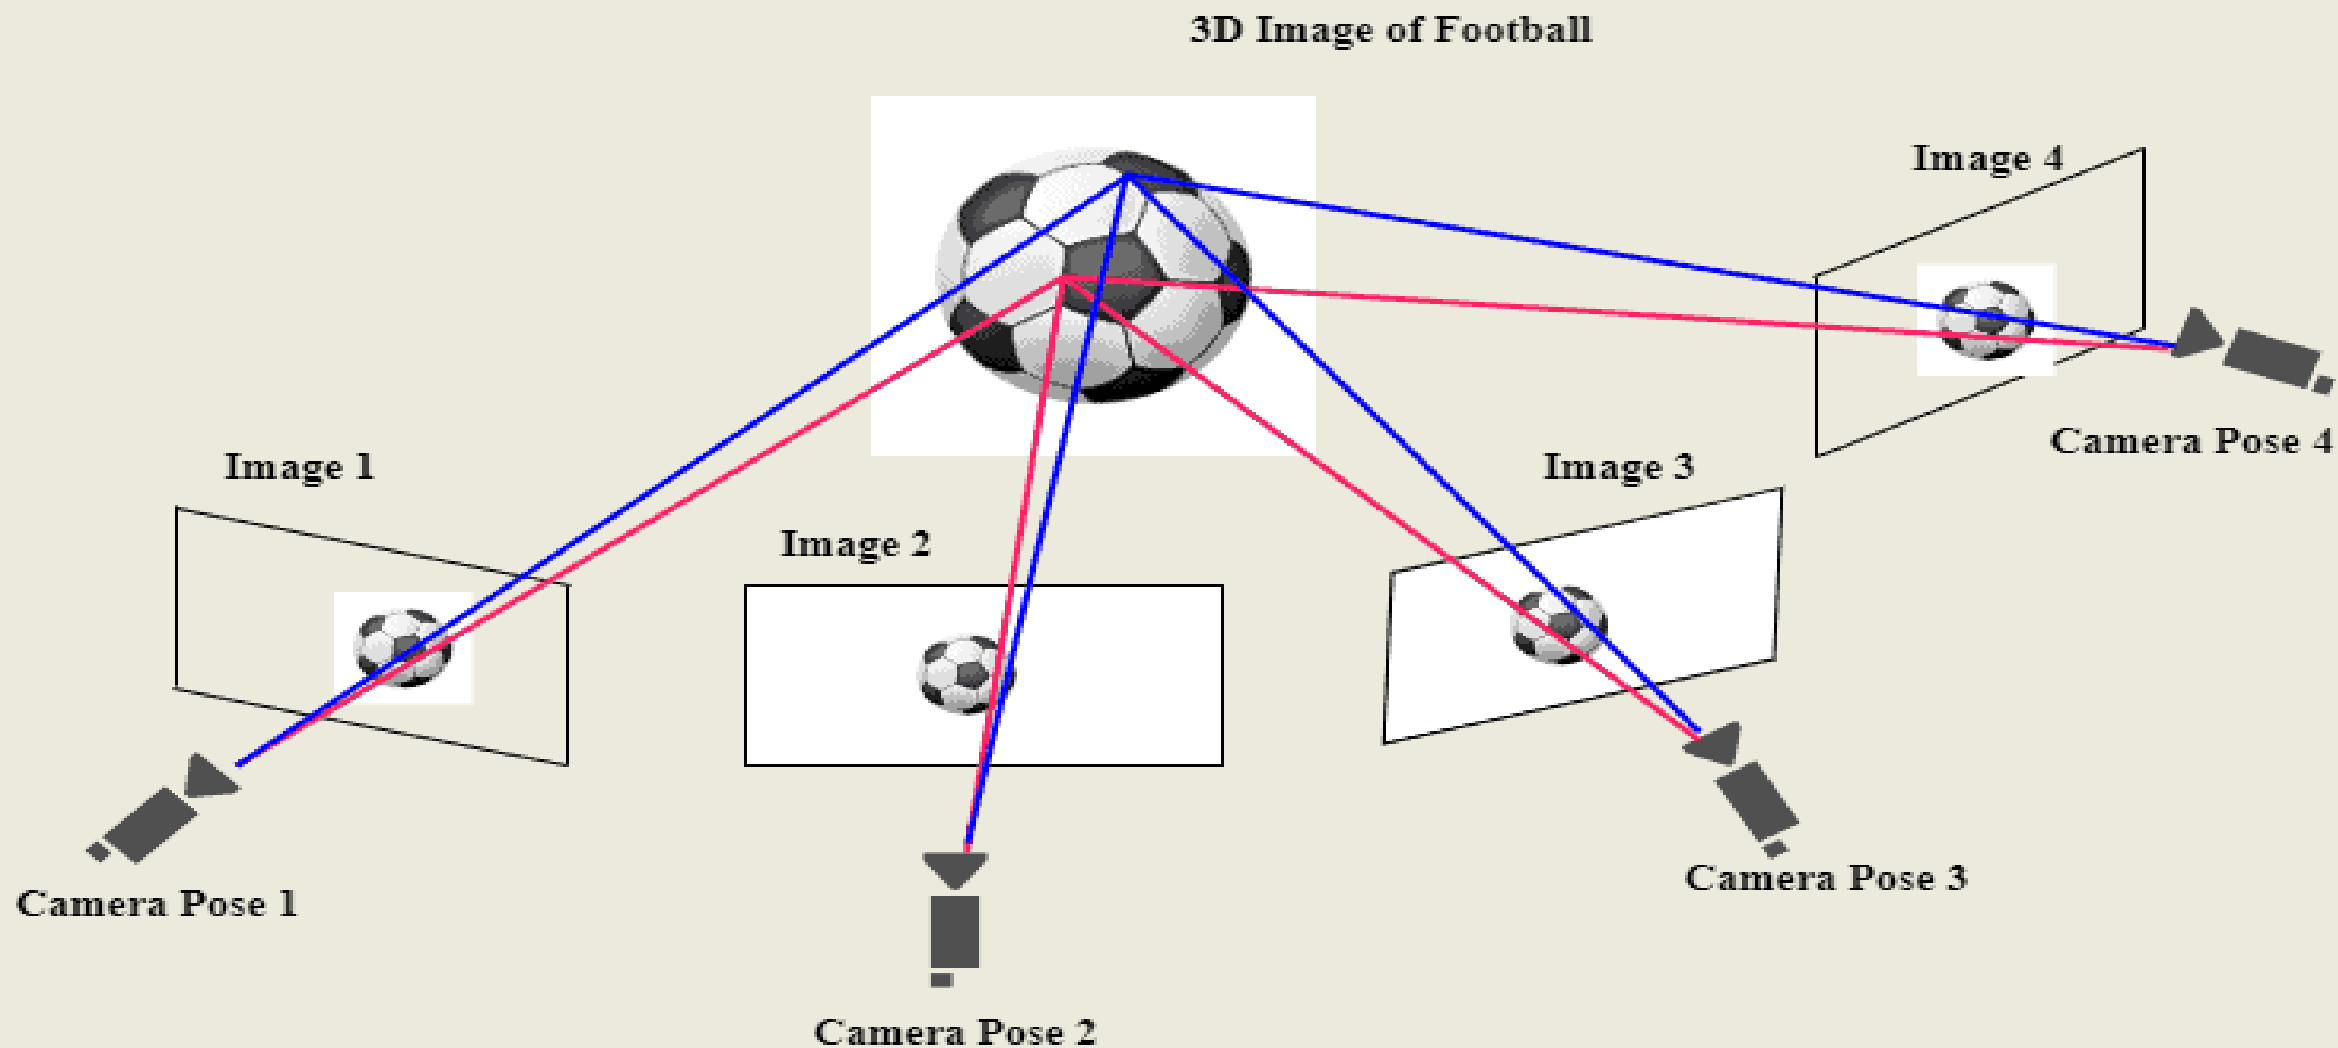 3D Image of Football
Image 4
Camera Pose 4
Image 1
Image 3
Image 2
Camera Pose 3
Camera Pose 1
Camera Pose 2